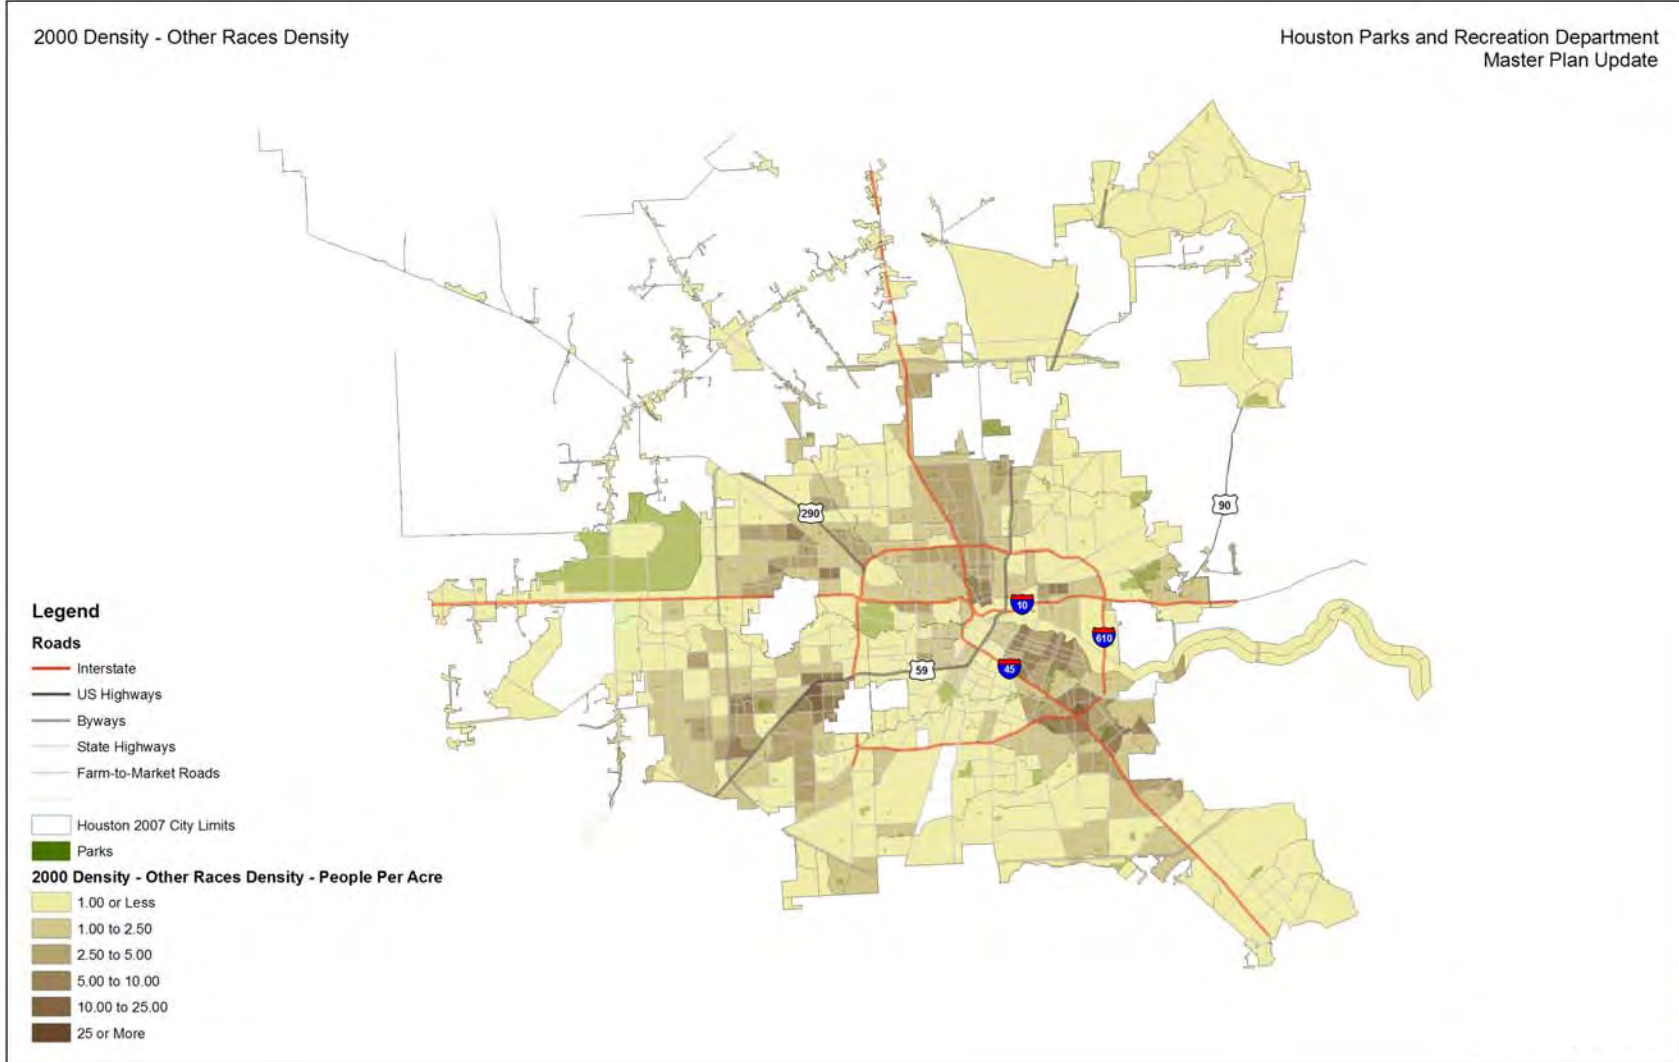 2000 Density - Other Races Density
Houston Parks and Recreation Department
Master Plan Update
290
90
10
610
59
45
Legend
Roads
Interstate
US Highways
Byways
State Highways
Farm-to-Market Roads
Houston 2007 City Limits
Parks
2000 Density - Other Races Density - People Per Acre
1.00 or Less
1.00 to 2.50
2.50 to 5.00
5.00 to 10.00
10.00 to 25.00
25 or More